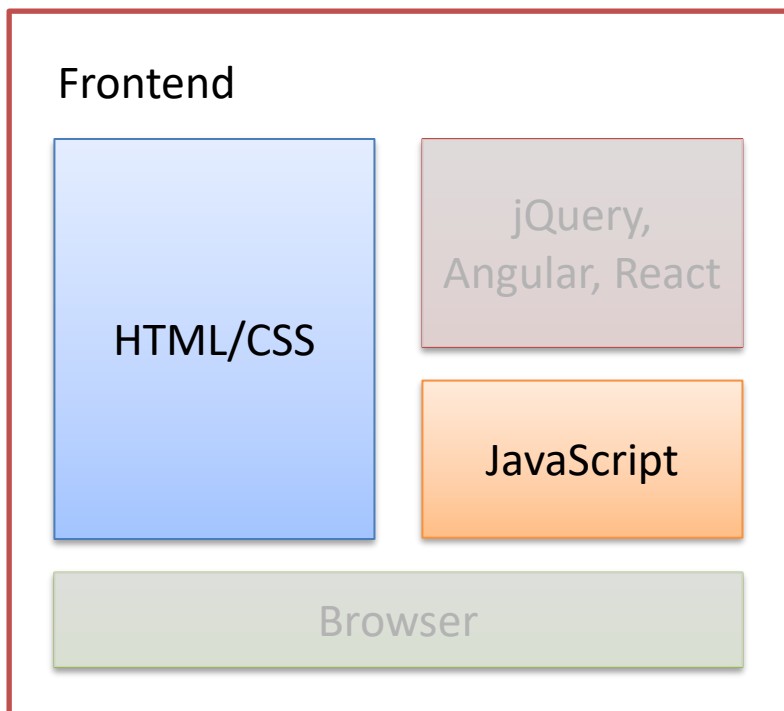 Frontend
HTML/CSS
jQuery,
Angular, React
JavaScript
Browser